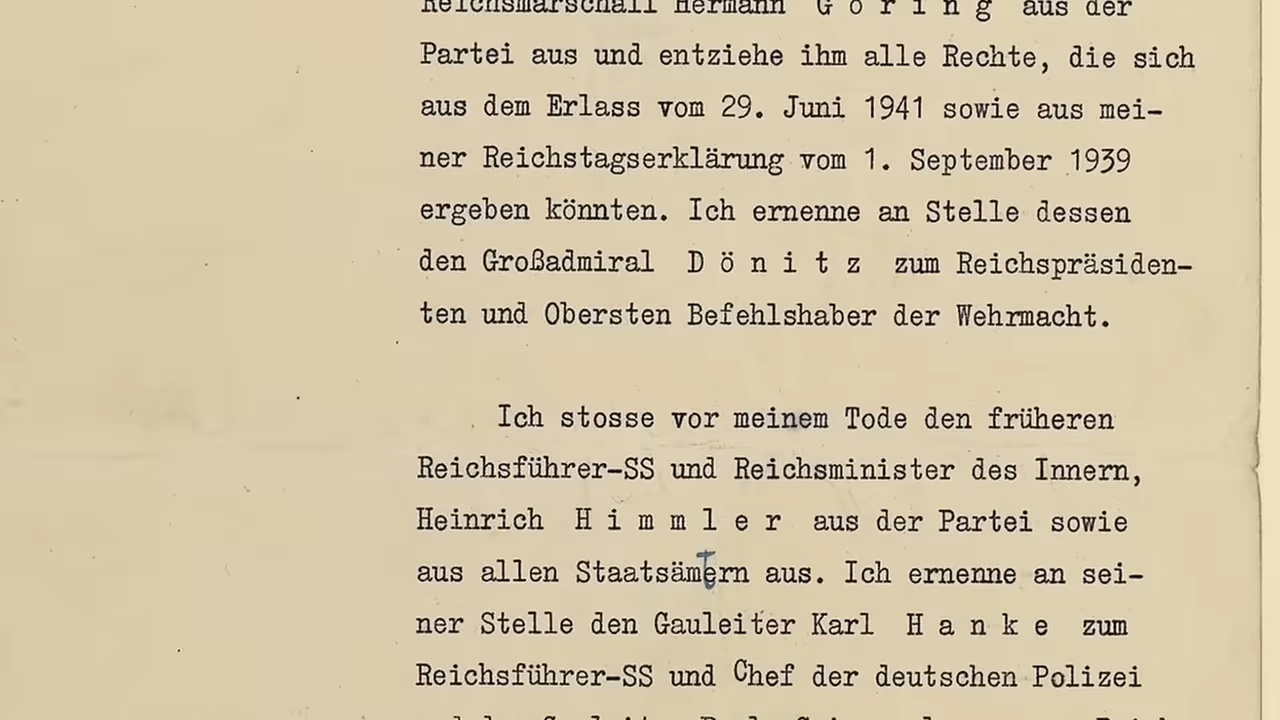 Reichsmarschall Hermann G ö r i n g aus der
Partei aus und entziehe ihm alle Rechte, die sich
aus dem Erlass vom 29. Juni 1941 sowie aus mei-
ner Reichstagserklärung vom 1. September 1939
ergeben könnten. Ich ernenne an Stelle dessen
den Großadmiral D ö n i t z zum Reichspräsiden-
ten und Obersten Befehlshaber der Wehrmacht.
Ich stosse vor meinem Tode den früheren
Reichsführer-SS und Reichsminister des Innern,
Heinrich H i m m l e r aus der Partei sowie
aus allen Staatsämtern aus. Ich ernenne an sei-
ner Stelle den Gauleiter Karl H a n k e zum
Reichsführer-SS und Chef der deutschen Polizei